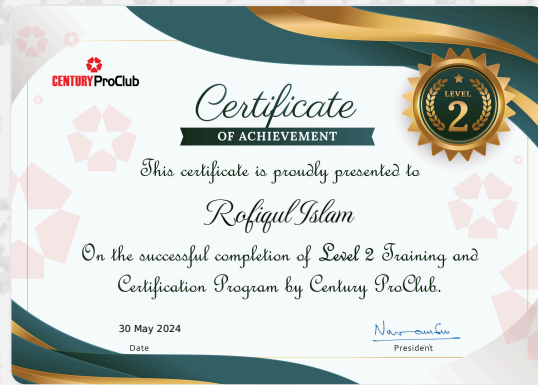 CENTURY ProClub
Certificate
OF ACHIEVEMENT
LEVEL
2
This certificate is proudly presented to
Rofiqul Islam
On the successful completion of Level 2 Training and
Certification Program by Century ProClub.
30 May 2024
Date
President